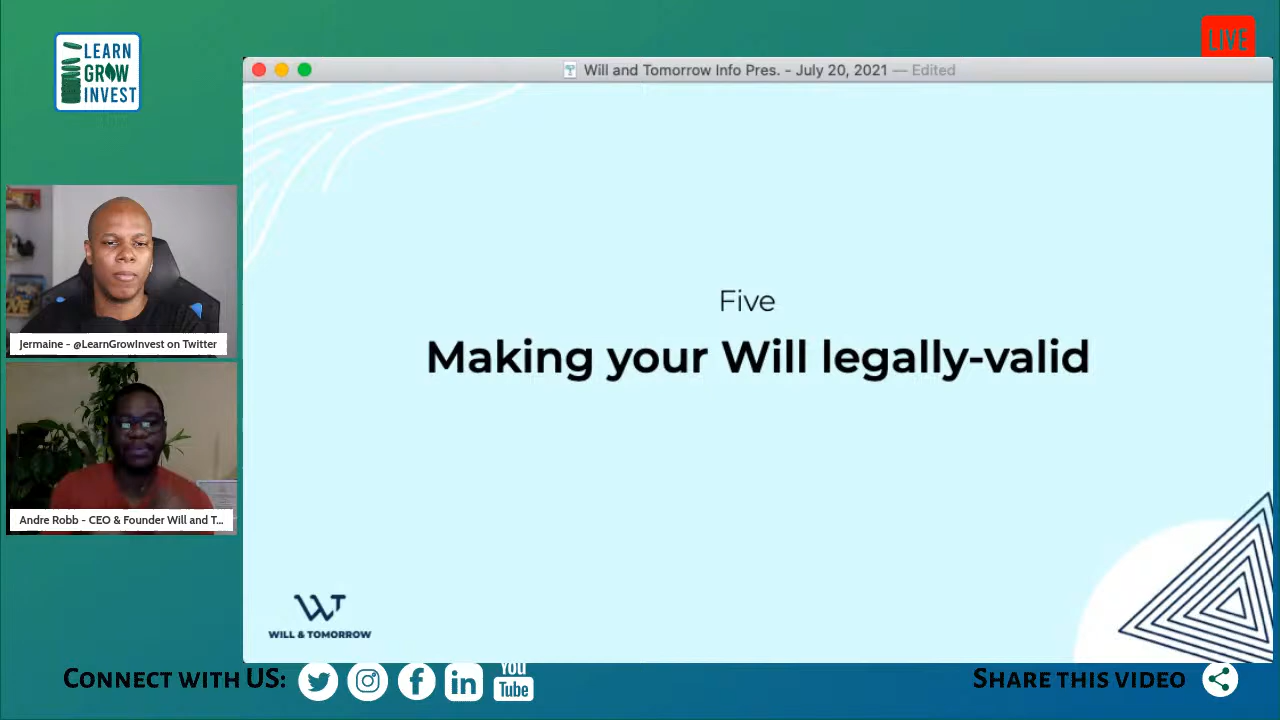 LEARN
GROW
INVEST
LIVE
Will and Tomorrow Info Pres. - July 20, 2021 — Edited
Five
Making your Will legally-valid
Jermaine - @LearnGrowInvest on Twitter
Andre Robb - CEO & Founder Will and T...
WT
WILL & TOMORROW
CONNECT WITH US:
in
You
Tube
SHARE THIS VIDEO